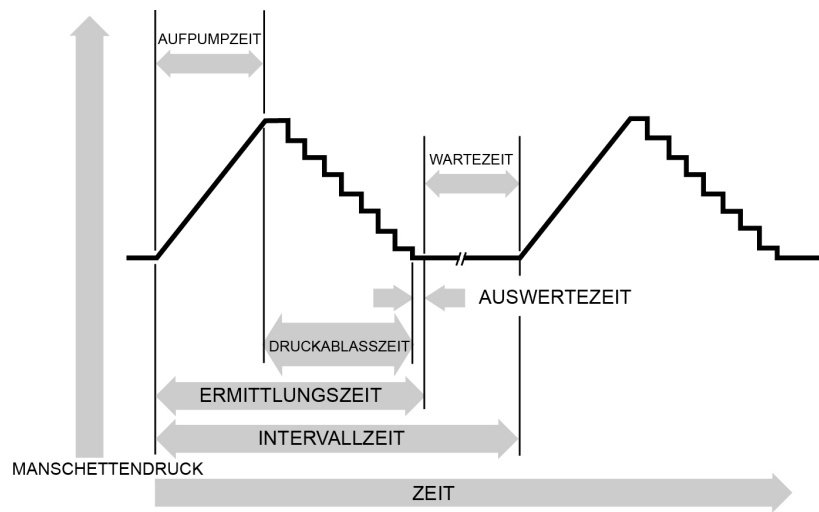 AUFPUMPZEIT
WARTEZEIT
AUSWERTEZEIT
DRUCKABLASSZEIT
ERMITTLUNGSZEIT
INTERVALLZEIT
MANSCHETTENDRUCK
ZEIT